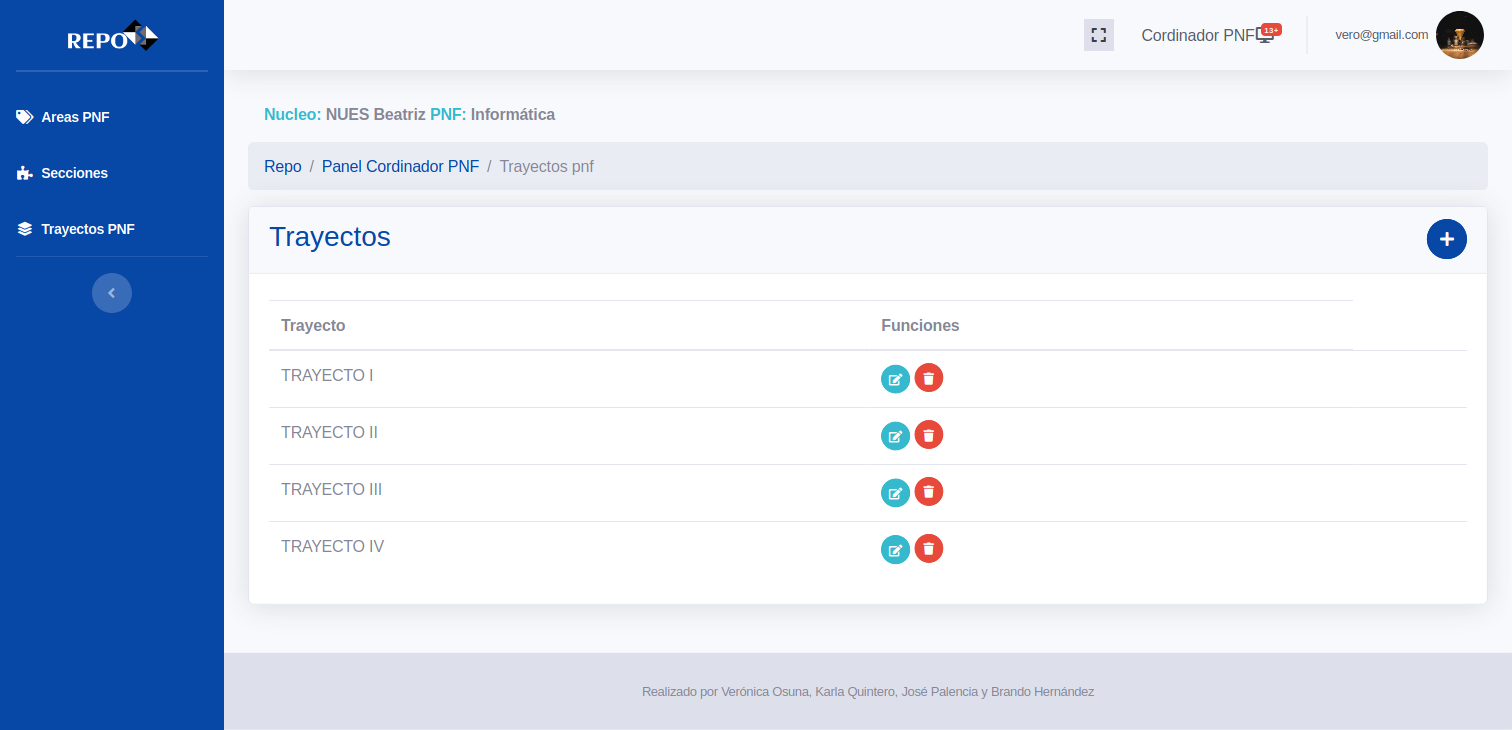 REPO
Cordinador PNF 13+ vero@gmail.com
Areas PNF
Secciones
Trayectos PNF
Nucleo: NUES Beatriz PNF: Informática
Repo / Panel Cordinador PNF / Trayectos pnf
Trayectos
Trayecto Funciones
TRAYECTO I
TRAYECTO II
TRAYECTO III
TRAYECTO IV
Realizado por Verónica Osuna, Karla Quintero, José Palencia y Brando Hernández